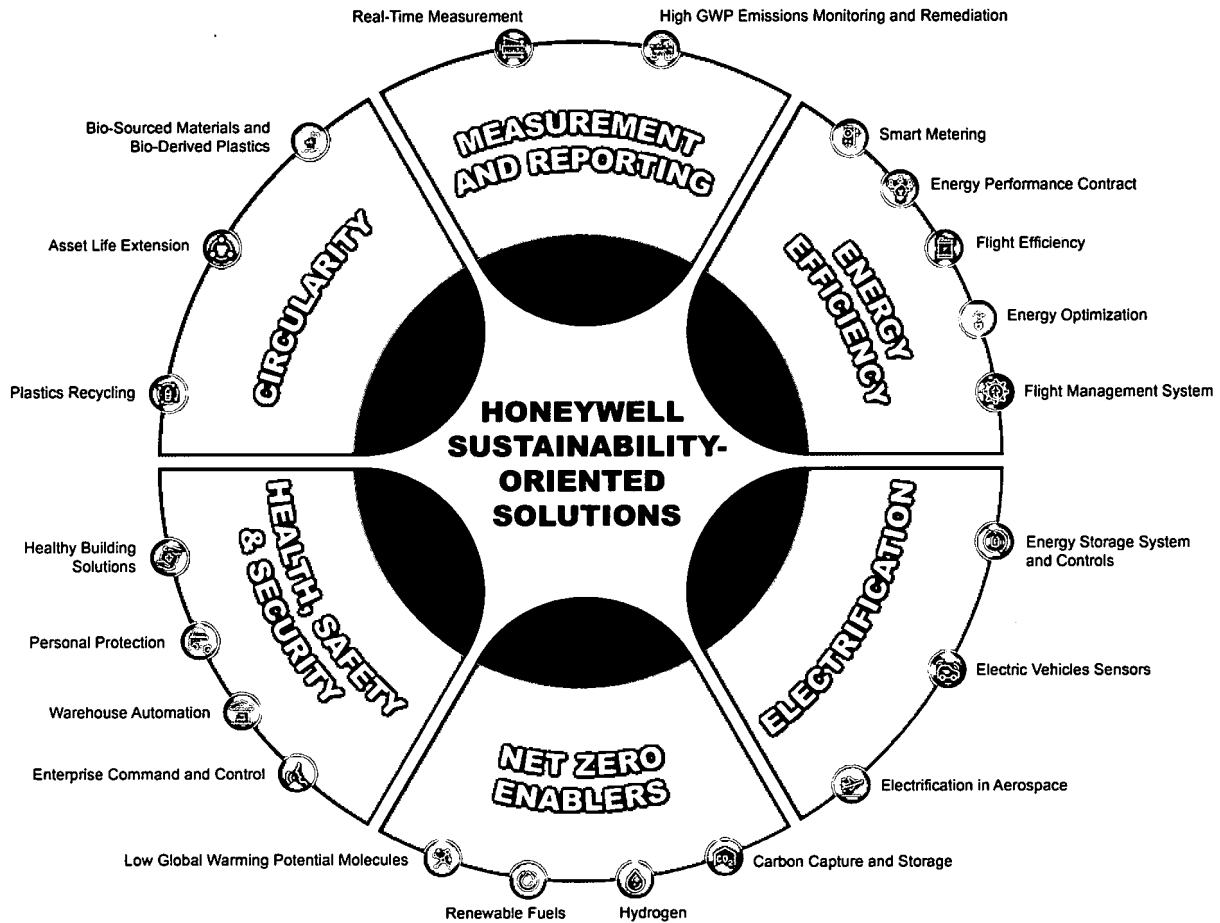 Real-Time Measurement
High GWP Emissions Monitoring and Remediation
MEASUREMENT
AND REPORTING
Smart Metering
Energy Performance Contract
Flight Efficiency
Energy Optimization
Flight Management System
ENERGY
EFFICIENCY
Energy Storage System
and Controls
Electric Vehicles Sensors
Electrification in Aerospace
ELECTRIFICATION
Carbon Capture and Storage
Hydrogen
Renewable Fuels
Low Global Warming Potential Molecules
CO₂
NET ZERO
ENABLERS
Enterprise Command and Control
Warehouse Automation
Personal Protection
Healthy Building
Solutions
HEALTH, SAFETY
& SECURITY
Plastics Recycling
Asset Life Extension
Bio-Sourced Materials and
Bio-Derived Plastics
CIRCULARITY
HONEYWELL
SUSTAINABILITY-
ORIENTED
SOLUTIONS